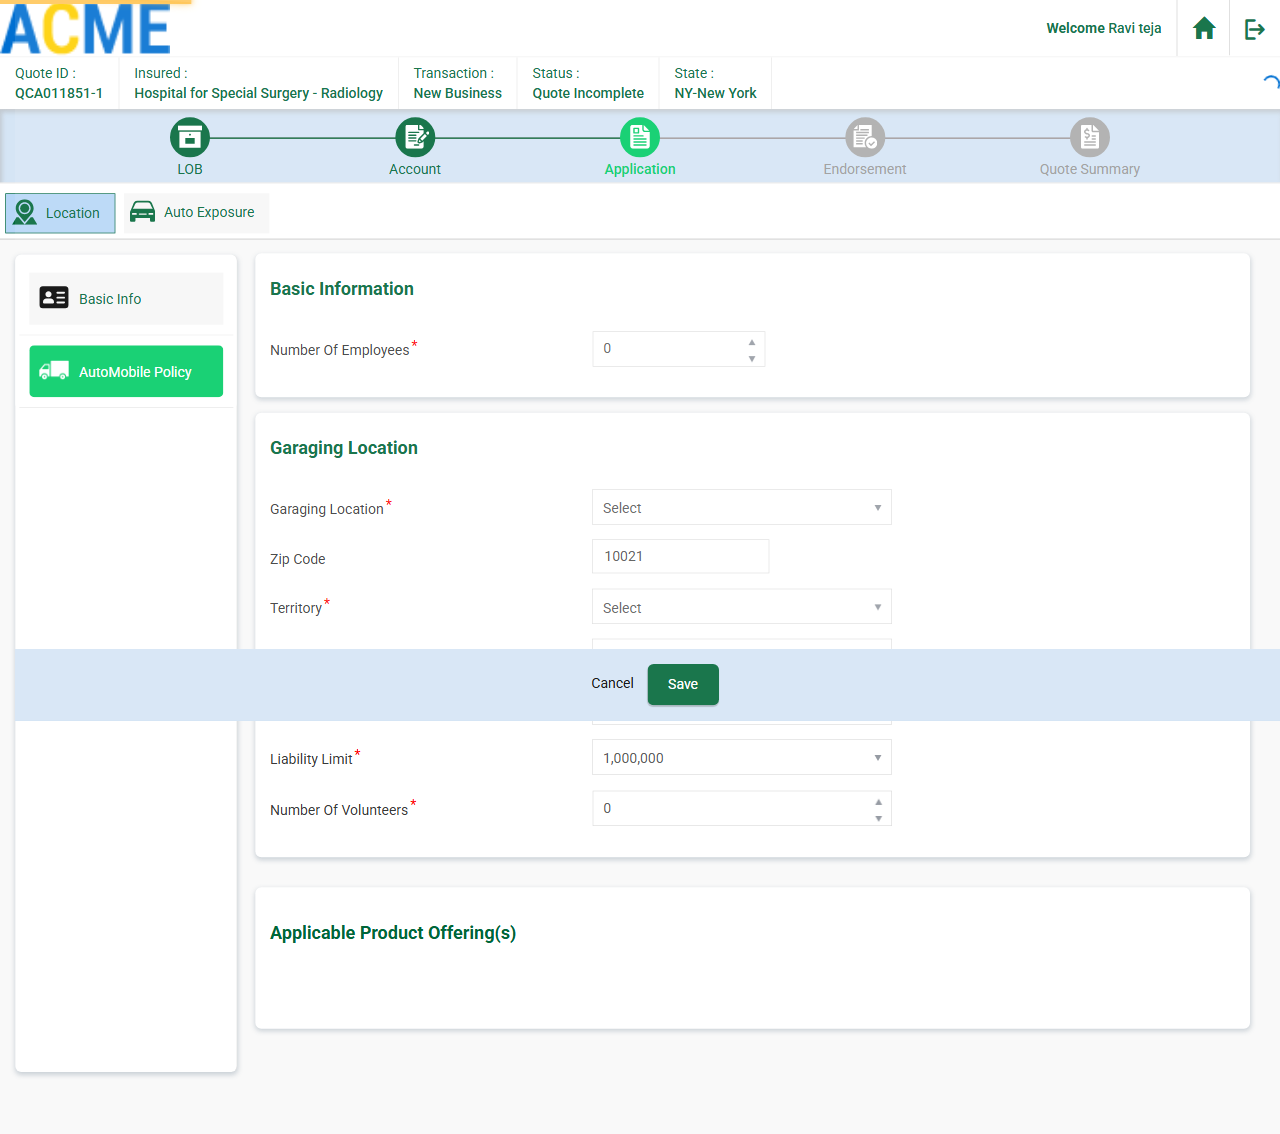 ACME
Welcome Ravi teja
Quote ID :
QCA011851-1
Insured :
Hospital for Special Surgery - Radiology
Transaction :
New Business
Status :
Quote Incomplete
State :
NY-New York
LOB
Account
Application
Endorsement
Quote Summary
Location
Auto Exposure
Basic Info
AutoMobile Policy
Basic Information
Number Of Employees *
0
Garaging Location
Garaging Location *
Select
Zip Code
10021
Territory *
Select
Cancel
Save
Liability Limit *
1,000,000
Number Of Volunteers *
0
Applicable Product Offering(s)